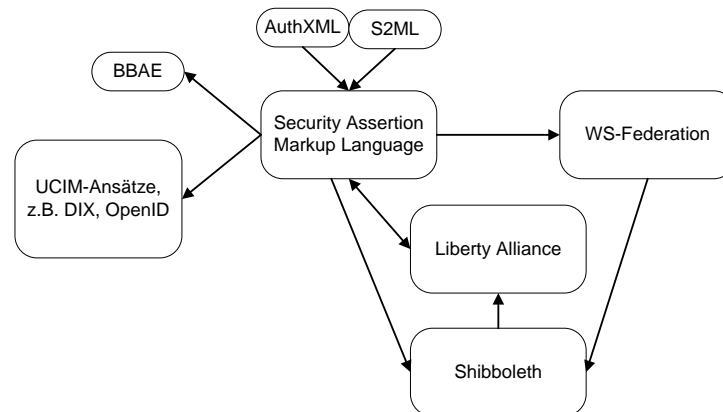 AuthXML
S2ML
BBAE
Security Assertion
Markup Language
WS-Federation
UCIM-Ansätze,
z.B. DIX, OpenID
Liberty Alliance
Shibboleth